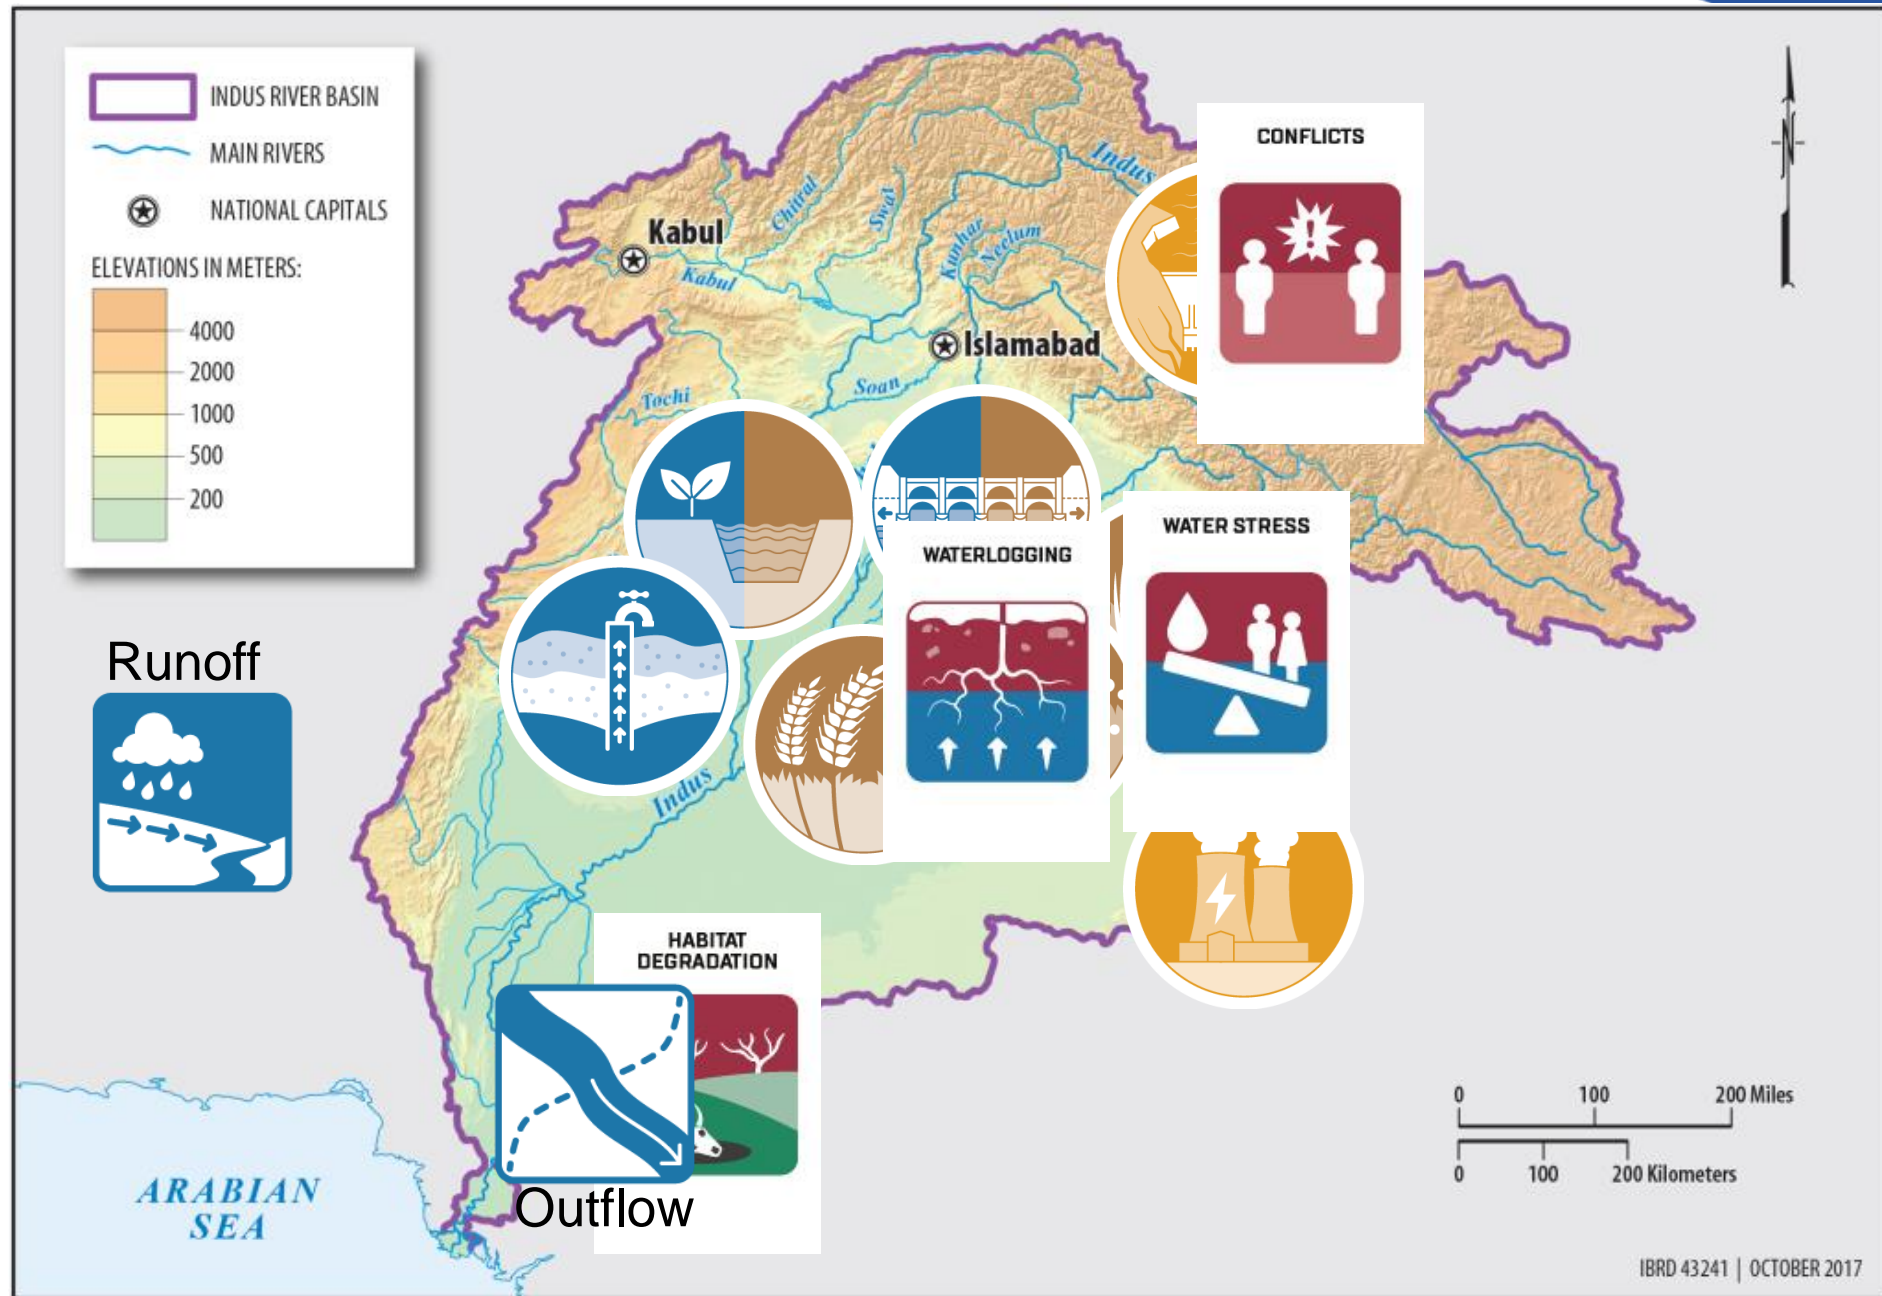 INDUS RIVER BASIN
MAIN RIVERS
NATIONAL CAPITALS
ELEVATIONS IN METERS:
4000
2000
1000
500
200
CONFLICTS
N
Indus
Chitral
Swat
Kunhar
Neelum
Kabul
Kabul
Islamabad
Soan
Tochi
WATERLOGGING
WATER STRESS
Runoff
Indus
HABITAT
DEGRADATION
Outflow
ARABIAN
SEA
0 100 200 Miles
0 100 200 Kilometers
IBRD 43241 | OCTOBER 2017